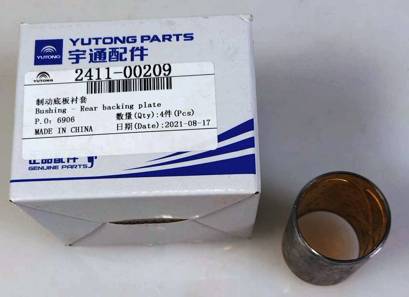 YUTONG PARTS
YUTONG 宇通配件
YUTONG 2411-00209
制动底板衬套
Bushing - Rear backing plate
P.O: 6906 数量(Qty):4件(Pcs)
MADE IN CHINA 日期(Date):2021-08-17
GENUINE PARTS